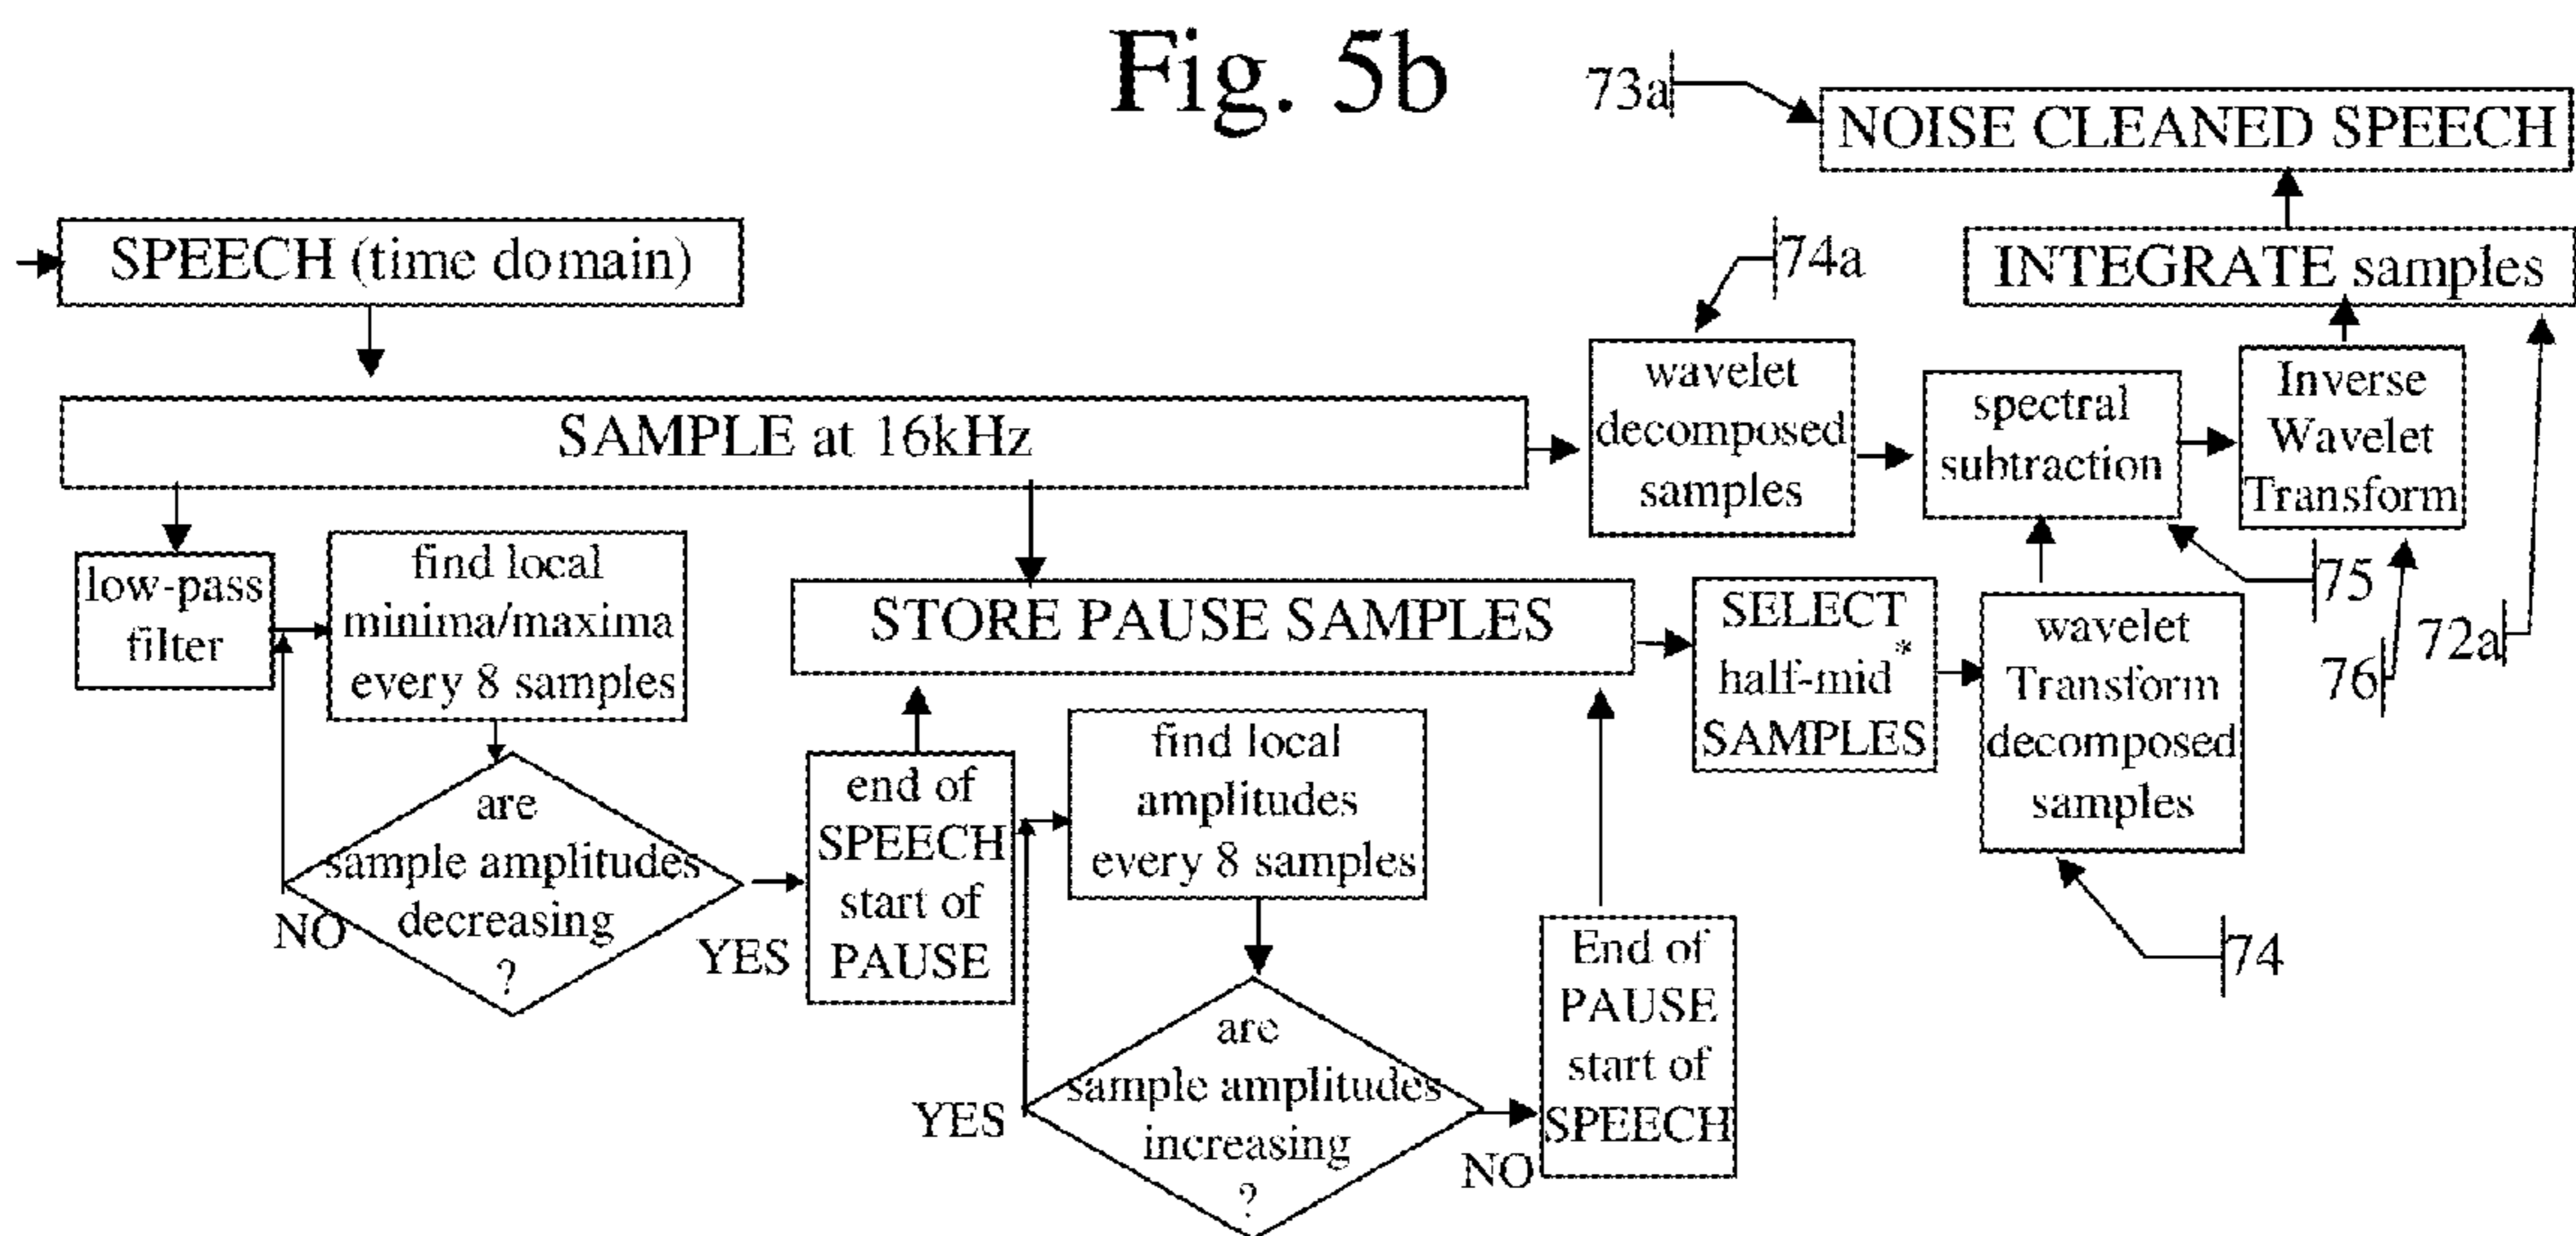 Fig. 5b
73a
NOISE CLEANED SPEECH
SPEECH (time domain)
74a
INTEGRATE samples
SAMPLE at 16kHz
wavelet
decomposed
samples
spectral
subtraction
Inverse
Wavelet
Transform
low-pass
filter
find local
minima/maxima
every 8 samples
STORE PAUSE SAMPLES
SELECT
half-mid*
SAMPLES
wavelet
Transform
decomposed
samples
75
76
72a
are
sample amplitudes
decreasing
?
NO
YES
end of
SPEECH
start of
PAUSE
find local
amplitudes
every 8 samples
End of
PAUSE
start of
SPEECH
74
are
sample amplitudes
increasing
?
YES
NO